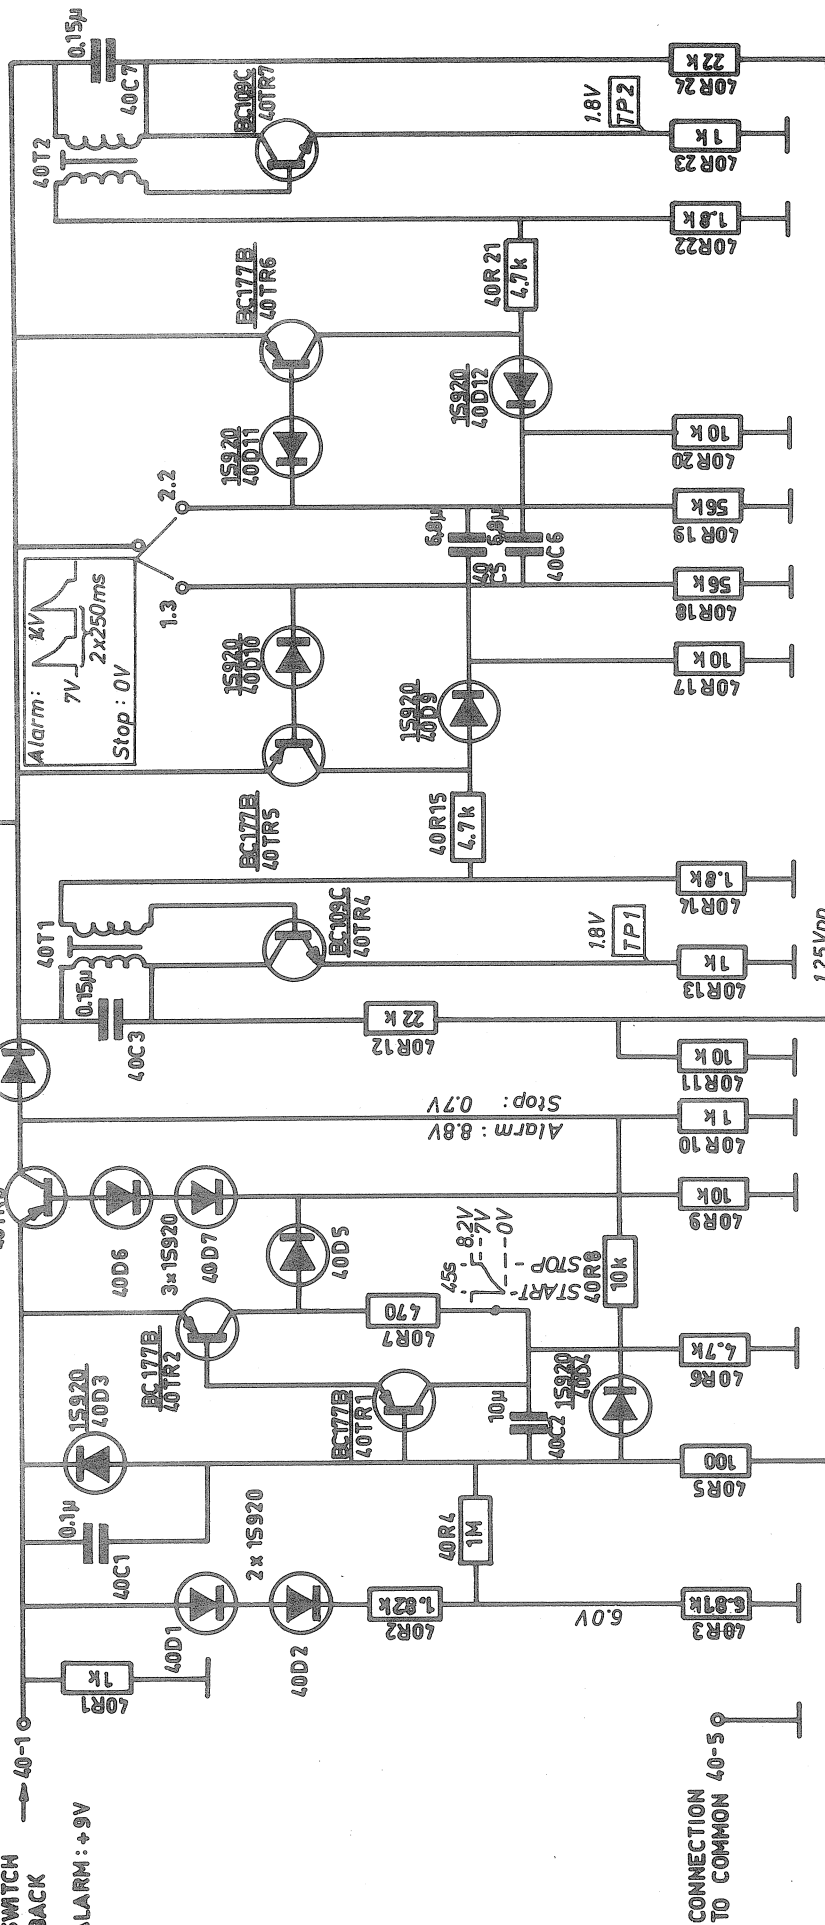 SWITCH
BACK
ALARM:+9V
40-1
CONNECTION
TO COMMON 40-5
40R1
1k
40D1
40D2
2x1S920
40R2
1.82k
6.0V
40R3
6.81k
40C1
0.1µ
1S920
40D3
40R4
1M
BC177B
40TR1
BC177B
40TR2
10µ
40C2
1S920
40D4
40R5
100
40R6
4.7k
40R7
470
40R8
10k
45s
8.2V
7V
0V
START
STOP
40D5
40D6
3x1S920
40D7
40R9
10k
40R10
1k
Alarm: 8.8V
Stop: 0.7V
40R11
10k
40R12
22k
40C3
0.15µ
40T1
BC109C
40TR4
1.8V
TP1
40R13
1k
40R14
1.8k
40R15
4.7k
BC177B
40TR5
1S920
40D9
1S920
40D10
40R17
10k
40R18
56k
40R19
56k
40R20
10k
Alarm:
14V
7V
2x250ms
Stop: 0V
1.3
2.2
6.8µ
40
C5
6.8µ
40C6
1S920
40D11
1S920
40D12
BC177B
40TR6
40R21
4.7k
40R22
1.8k
40R23
1k
1.8V
TP2
40R24
22k
40T2
BC109C
40TR7
0.15µ
40C7